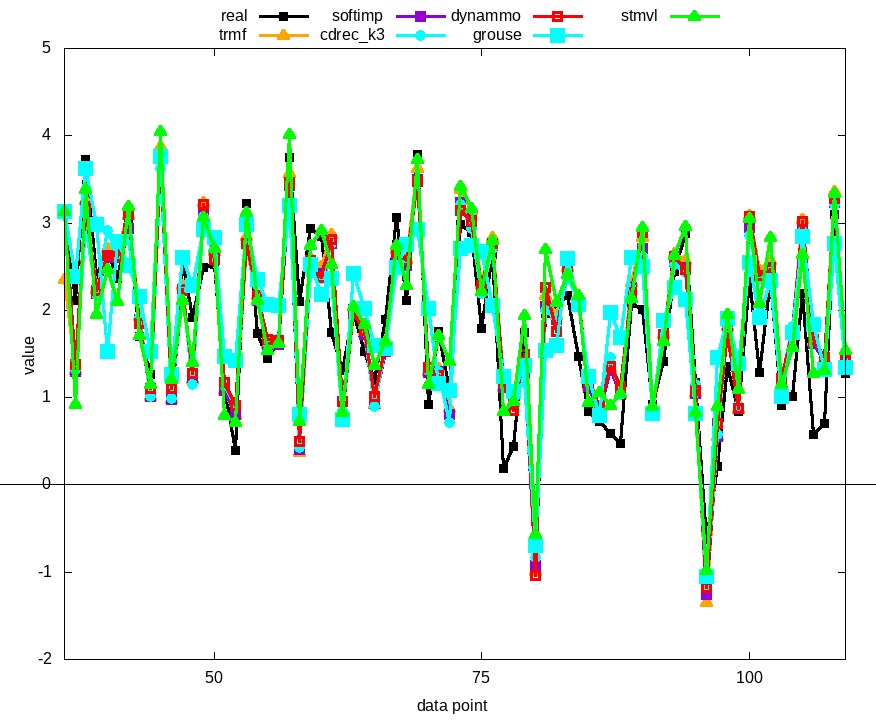 real softimp dynammo stmvl
trmf cdrec_k3 grouse
5
4
3
2
1
0
-1
-2
value
50 75 100
data point